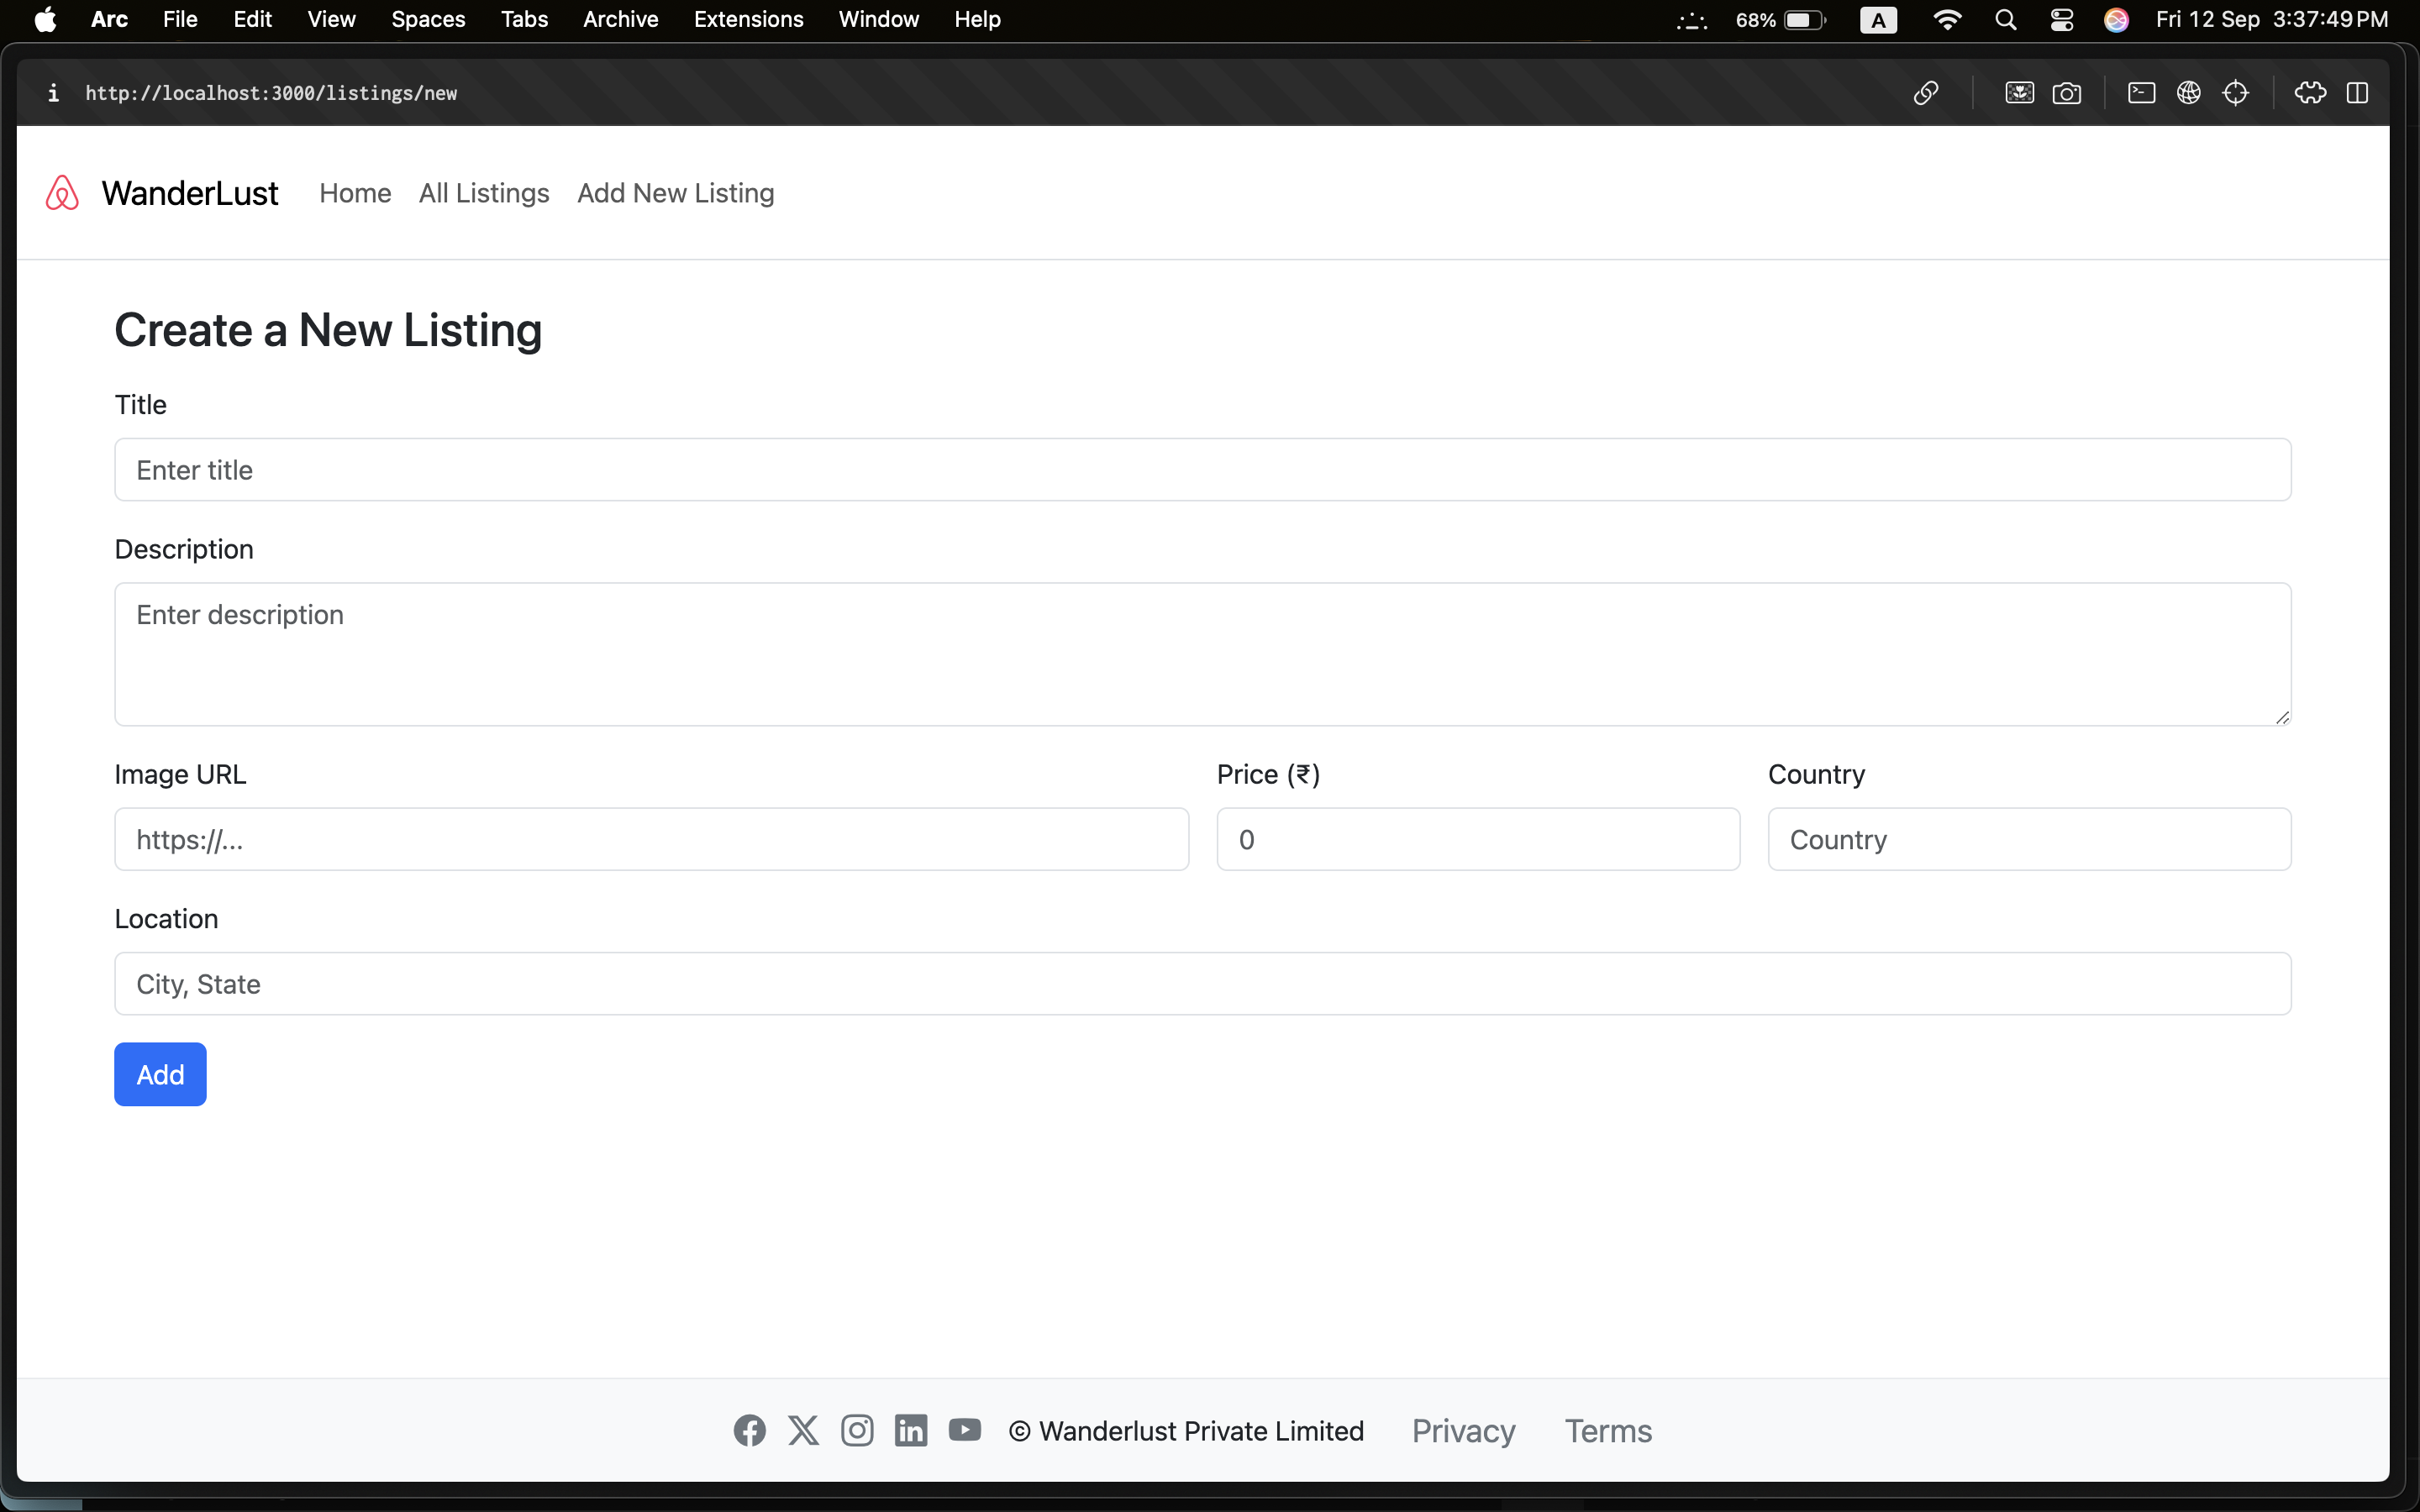 Arc File Edit View Spaces Tabs Archive Extensions Window Help 68% A Fri 12 Sep 3:37:49 PM
http://localhost:3000/listings/new
WanderLust Home All Listings Add New Listing
Create a New Listing
Title
Enter title
Description
Enter description
Image URL Price (₹) Country
https://... 0 Country
Location
City, State
Add
© Wanderlust Private Limited Privacy Terms